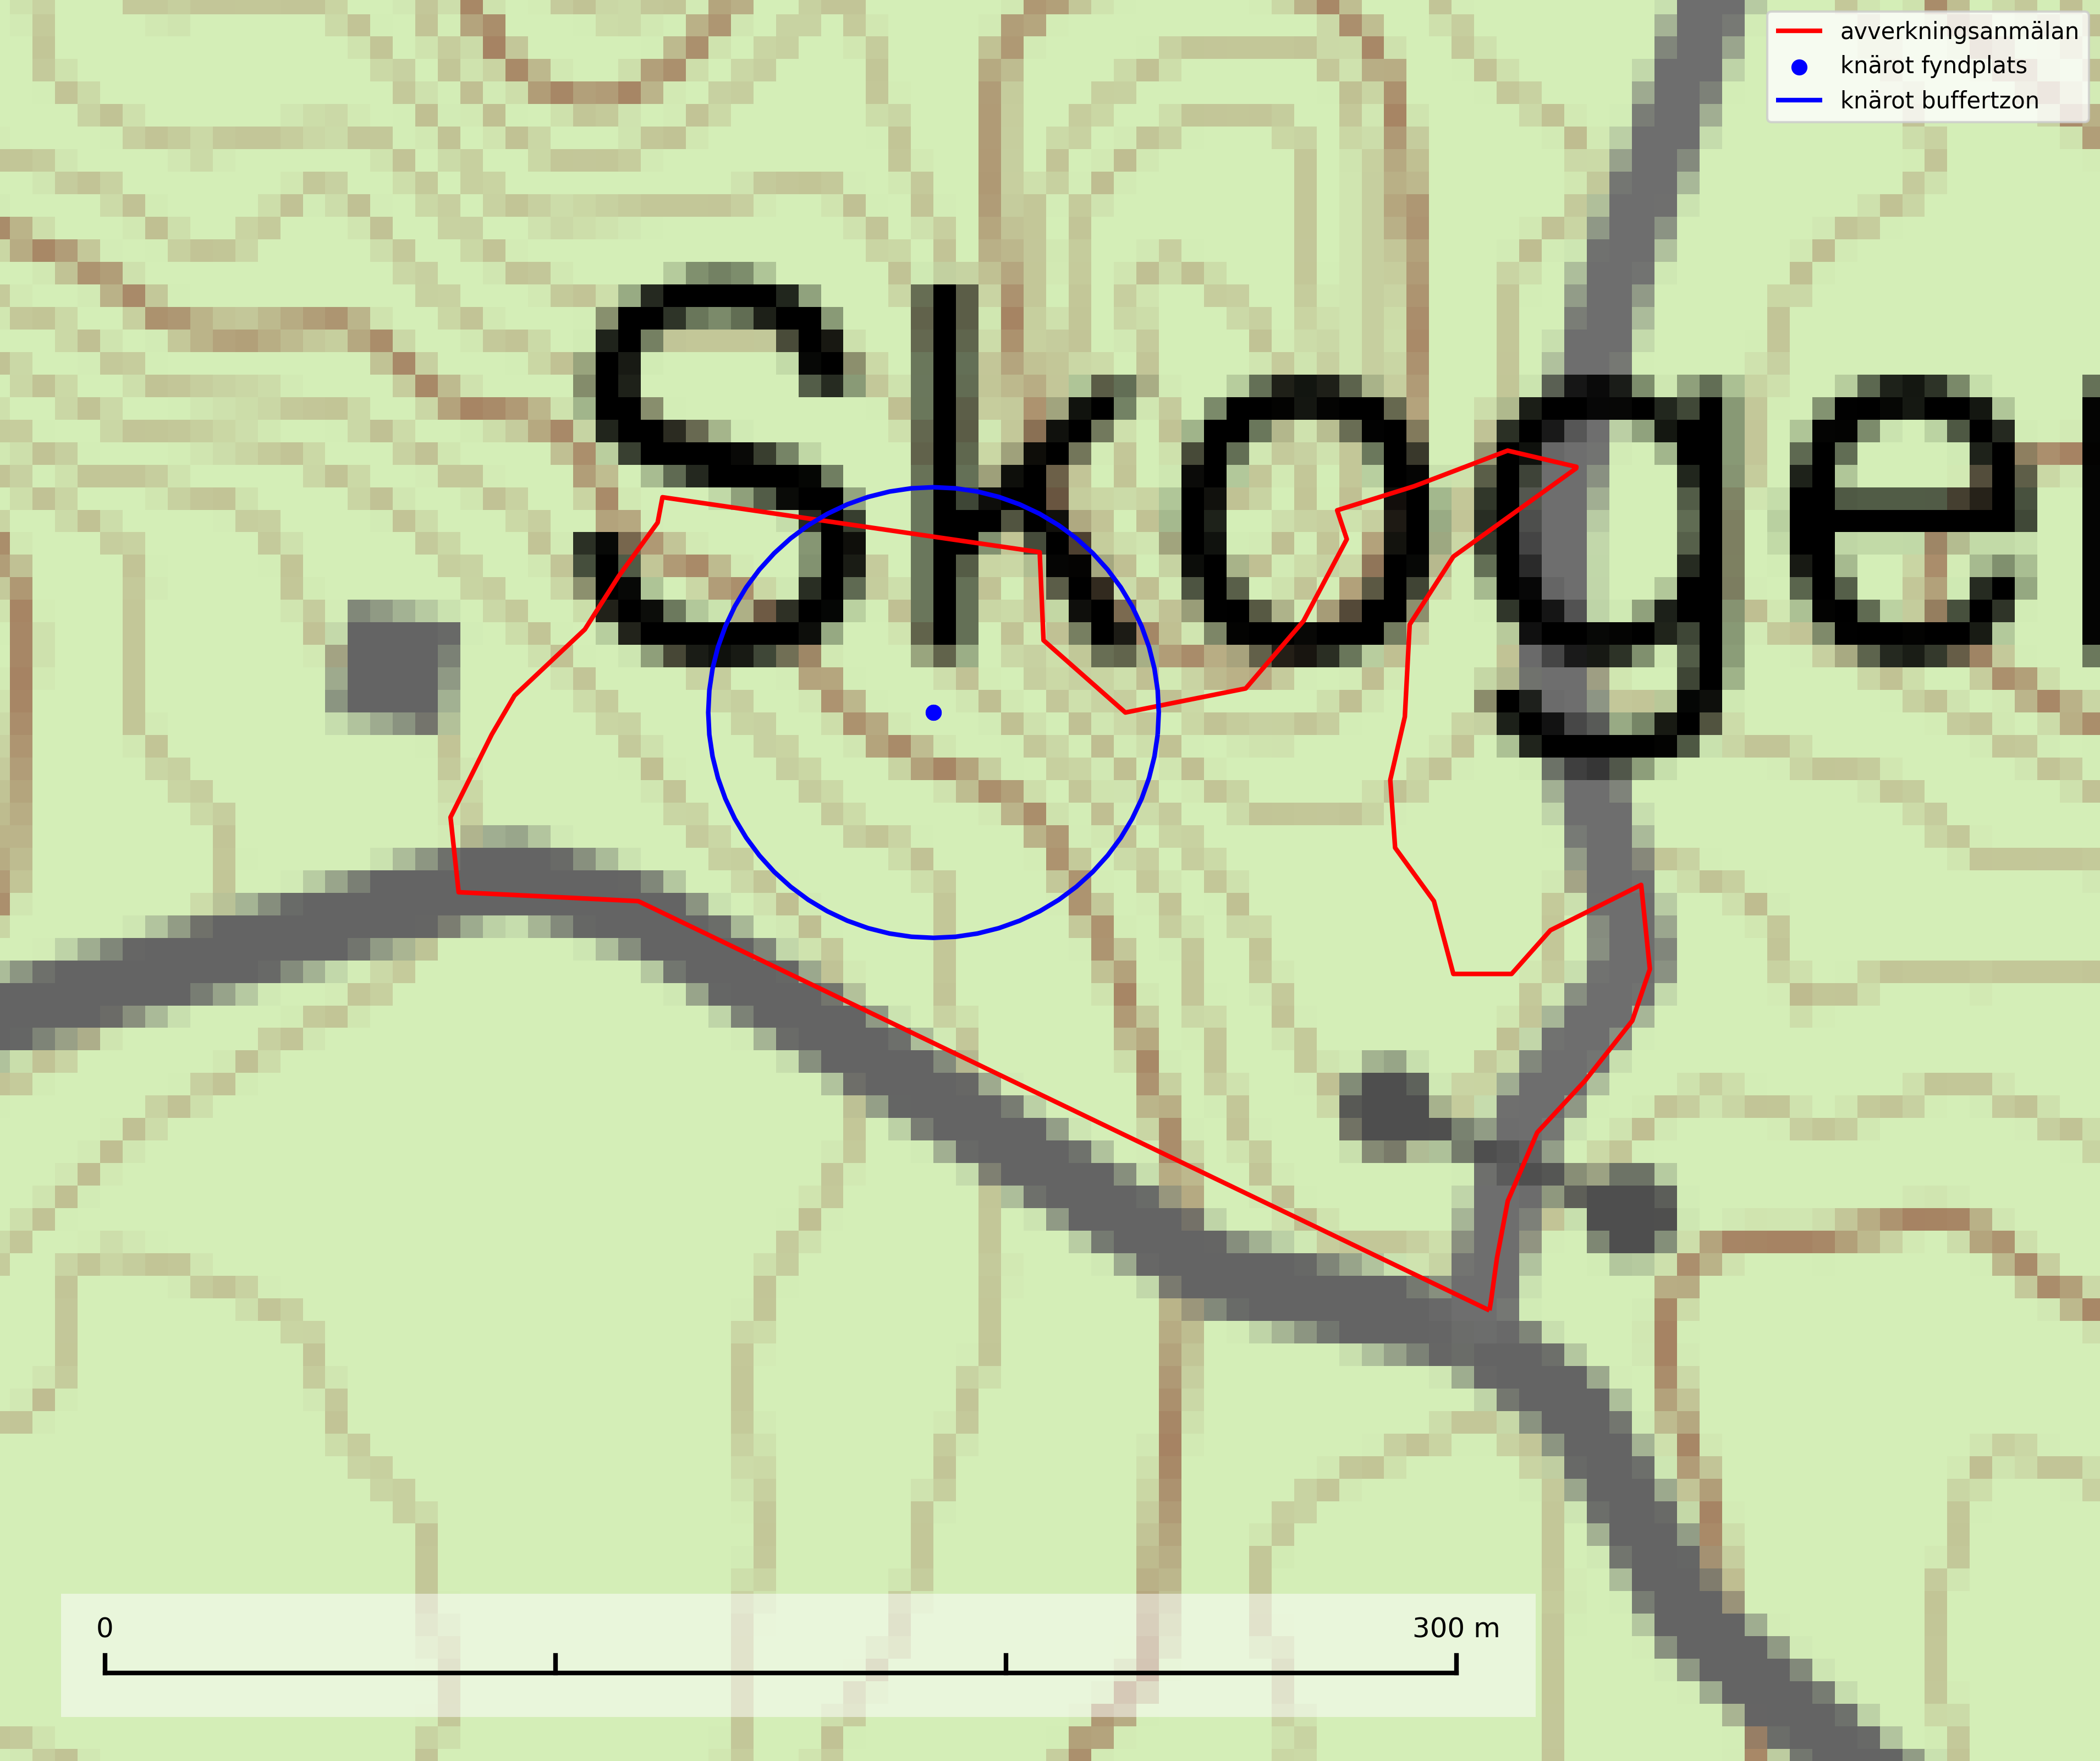 avverkningsanmälan
knärot fyndplats
knärot buffertzon
Skoge
0 300 m